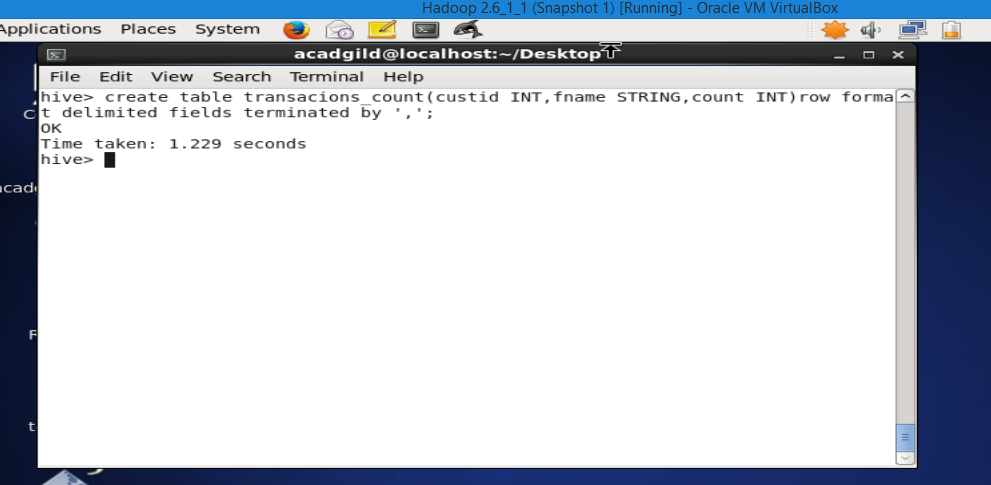 Hadoop 2.6_1_1 (Snapshot 1) [Running] - Oracle VM VirtualBox
Applications Places System
acadgild@localhost:~/Desktop
File Edit View Search Terminal Help
hive> create table transacions_count(custid INT,fname STRING,count INT)row forma
t delimited fields terminated by ',';
OK
Time taken: 1.229 seconds
hive>